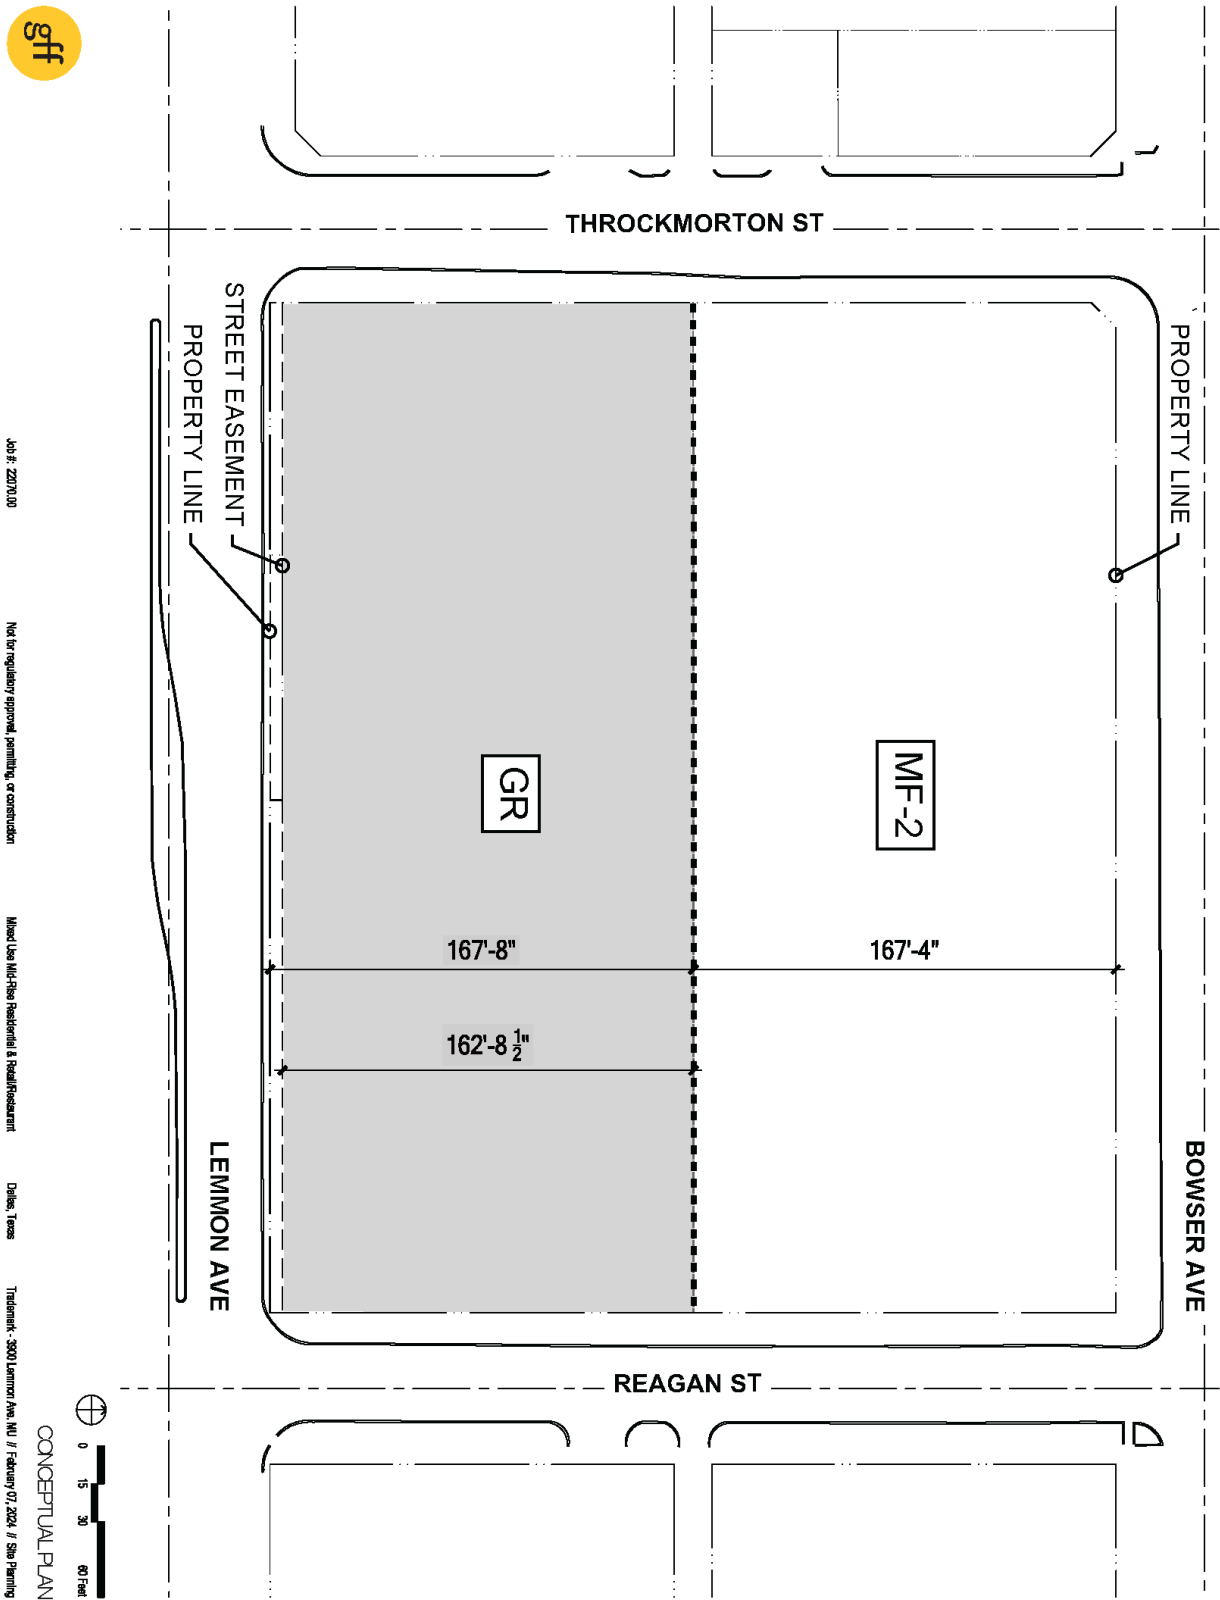 gff
THROCKMORTON ST
STREET EASEMENT
PROPERTY LINE
PROPERTY LINE
GR
MF-2
167'-8"
167'-4"
162'-8 1/2"
LEMMON AVE
BOWSER AVE
REAGAN ST
0 15 30 60 Feet
CONCEPTUAL PLAN
Job #: 22070.00 Not for regulatory approval, permitting, or construction Mixed Use Mid-Rise Residential & Retail/Restaurant Dallas, Texas Trademark - 3900 Lemmon Ave. MU // February 07, 2024 // Site Planning